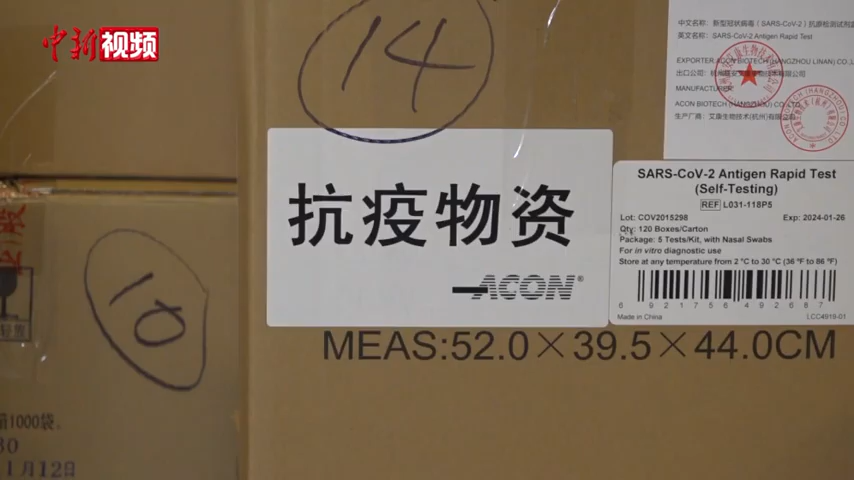 中新视频
14
中文名称：新型冠状病毒（SARS-CoV-2）抗原检测试剂
英文名称：SARS-CoV-2 Antigen Rapid Test
EXPORTER:ACON BIOTECH (HANGZHOU LINAN) CO.,L
出口公司：
MANUFACTURER:
ACON BIOTECH (HANGZHOU) CO.,LTD
生产厂商：艾康生物技术(杭州)有限公
抗疫物资
ACON®
SARS-CoV-2 Antigen Rapid Test
(Self-Testing)
REF L031-118P5
Lot: COV2015298 Exp: 2024-01-26
Qty: 120 Boxes/Carton
Package: 5 Tests/Kit, with Nasal Swabs
For in vitro diagnostic use
Store at any temperature from 2 °C to 30 °C (36 °F to 86 °F)
6 921756 492687
Made in China LCC4919-01
MEAS:52.0×39.5×44.0CM
10
1000袋.
30
1月12日